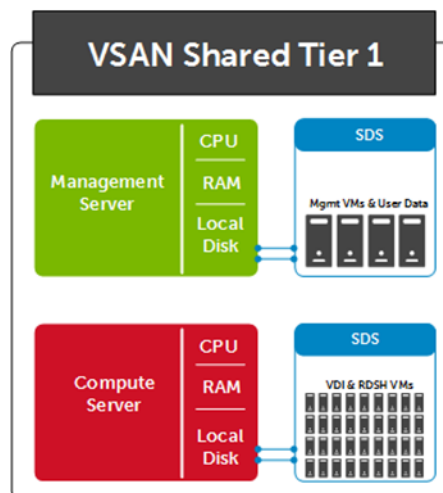 VSAN Shared Tier 1
Management
Server
CPU
RAM
Local
Disk
SDS
Mgmt VMs & User Data
Compute
Server
CPU
RAM
Local
Disk
SDS
VDI & RDSH VMs